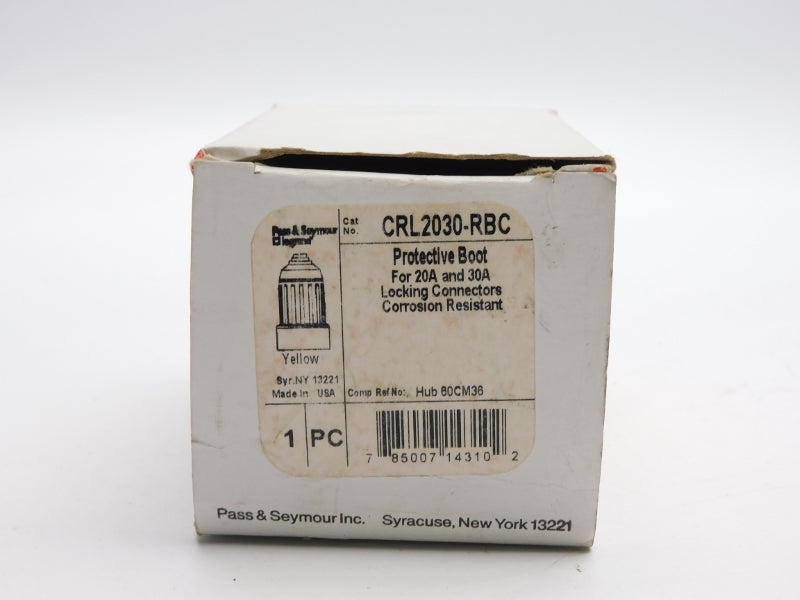 Pass & Seymour
legrand
Cat
No.
CRL2030-RBC
Protective Boot
For 20A and 30A
Locking Connectors
Corrosion Resistant
Yellow
Syr.NY 13221
Made in USA
Comp Ref No:, Hub 60CM36
1 PC
7 85007 14310 2
Pass & Seymour Inc. Syracuse, New York 13221